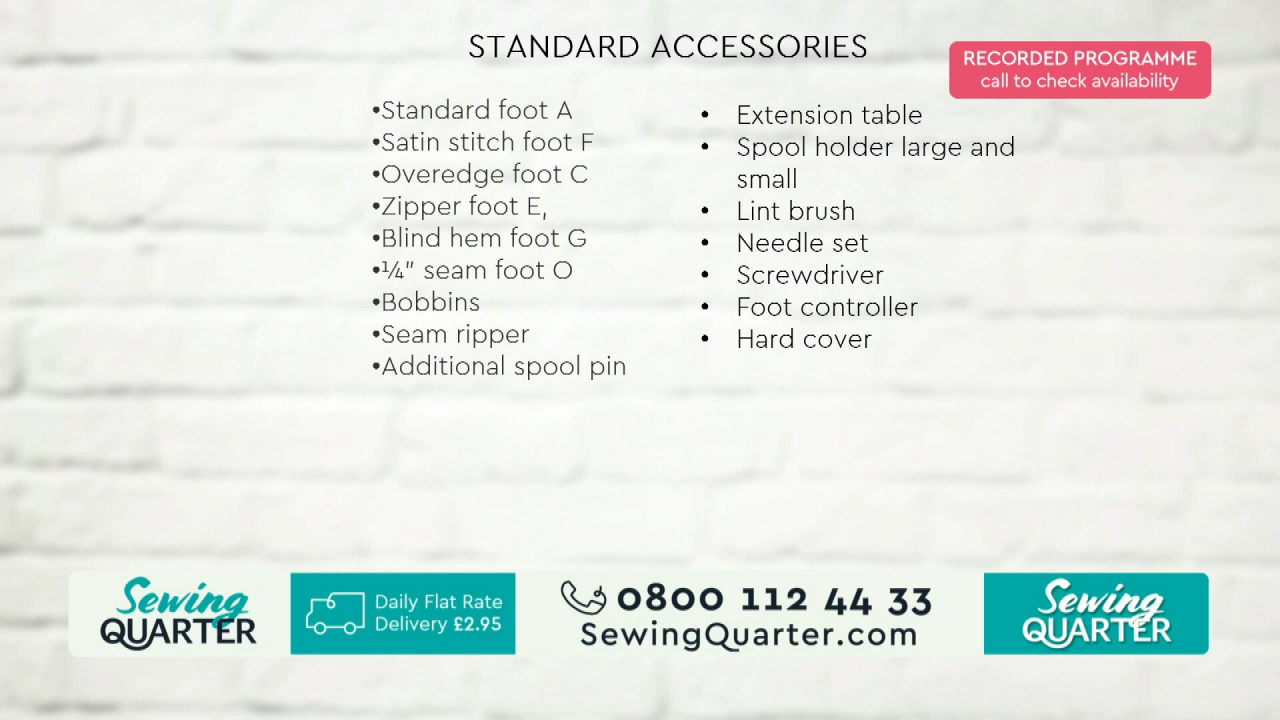 STANDARD ACCESSORIES
RECORDED PROGRAMME
call to check availability
•Standard foot A
•Satin stitch foot F
•Overedge foot C
•Zipper foot E,
•Blind hem foot G
•¼" seam foot O
•Bobbins
•Seam ripper
•Additional spool pin
• Extension table
• Spool holder large and
small
• Lint brush
• Needle set
• Screwdriver
• Foot controller
• Hard cover
Sewing
QUARTER
Daily Flat Rate
Delivery £2.95
0800 112 44 33
SewingQuarter.com
Sewing
QUARTER